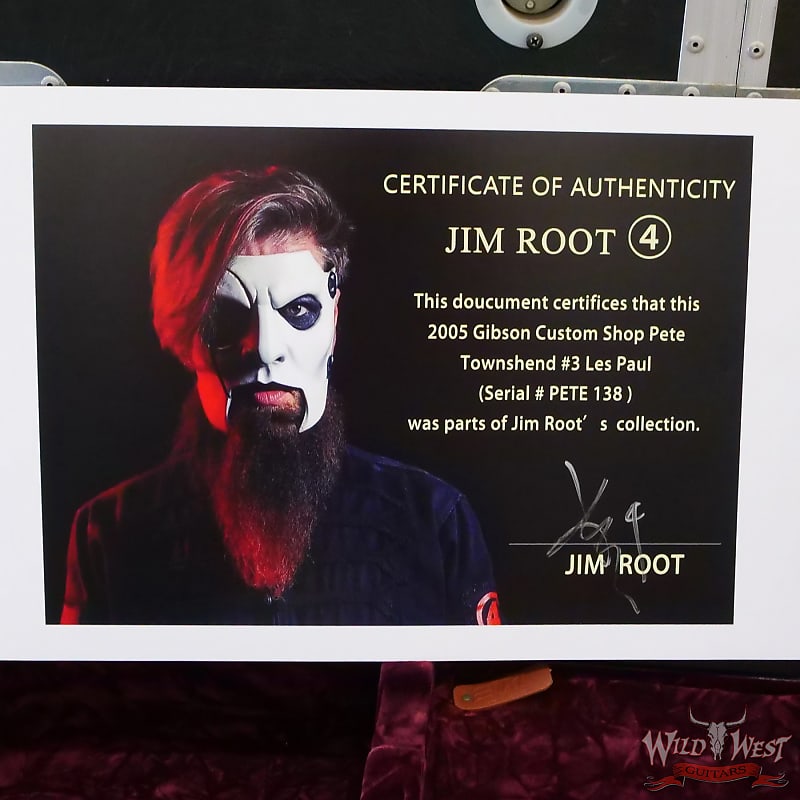 CERTIFICATE OF AUTHENTICITY
JIM ROOT ④
This doucument certifices that this
2005 Gibson Custom Shop Pete
Townshend #3 Les Paul
(Serial # PETE 138 )
was parts of Jim Root’ s collection.
4
JIM ROOT
WILD WEST
GUITARS